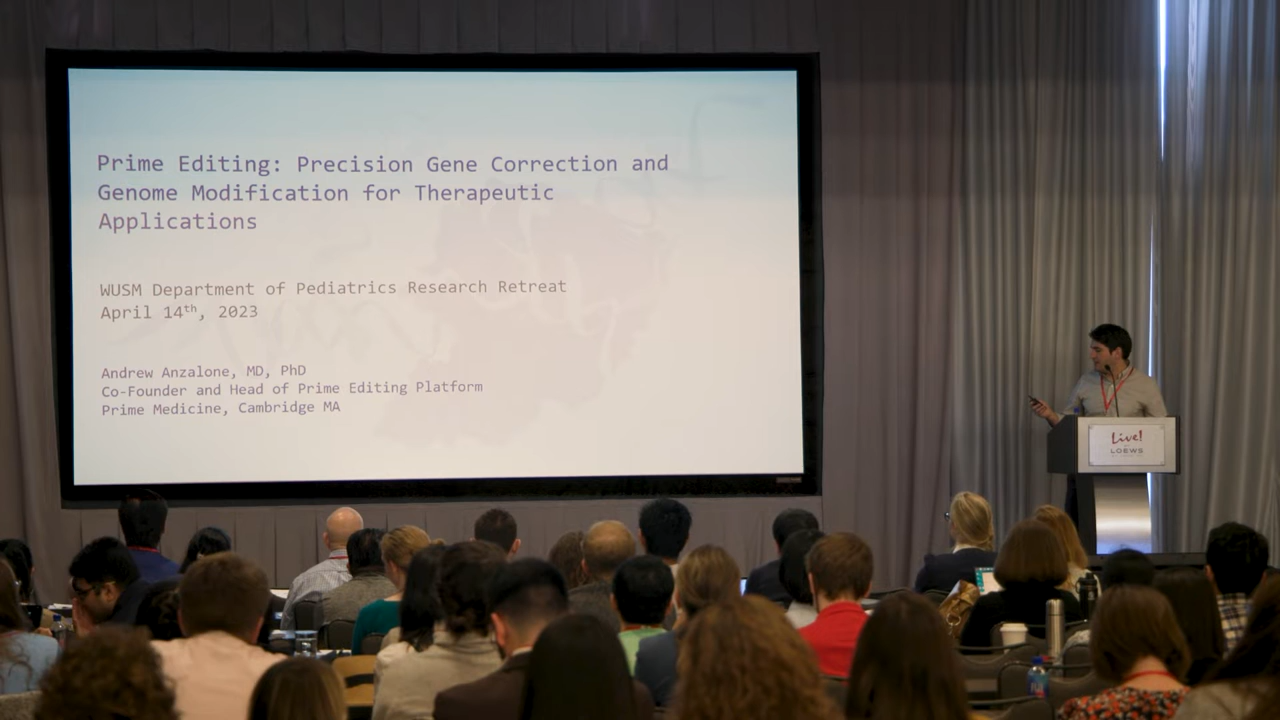 Prime Editing: Precision Gene Correction and
Genome Modification for Therapeutic
Applications
WUSM Department of Pediatrics Research Retreat
April 14th, 2023
Andrew Anzalone, MD, PhD
Co-Founder and Head of Prime Editing Platform
Prime Medicine, Cambridge MA
Live!
LOEWS